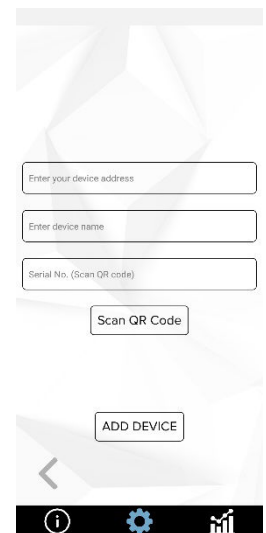 Enter your device address
Enter device name
Serial No. (Scan QR code)
Scan QR Code
ADD DEVICE